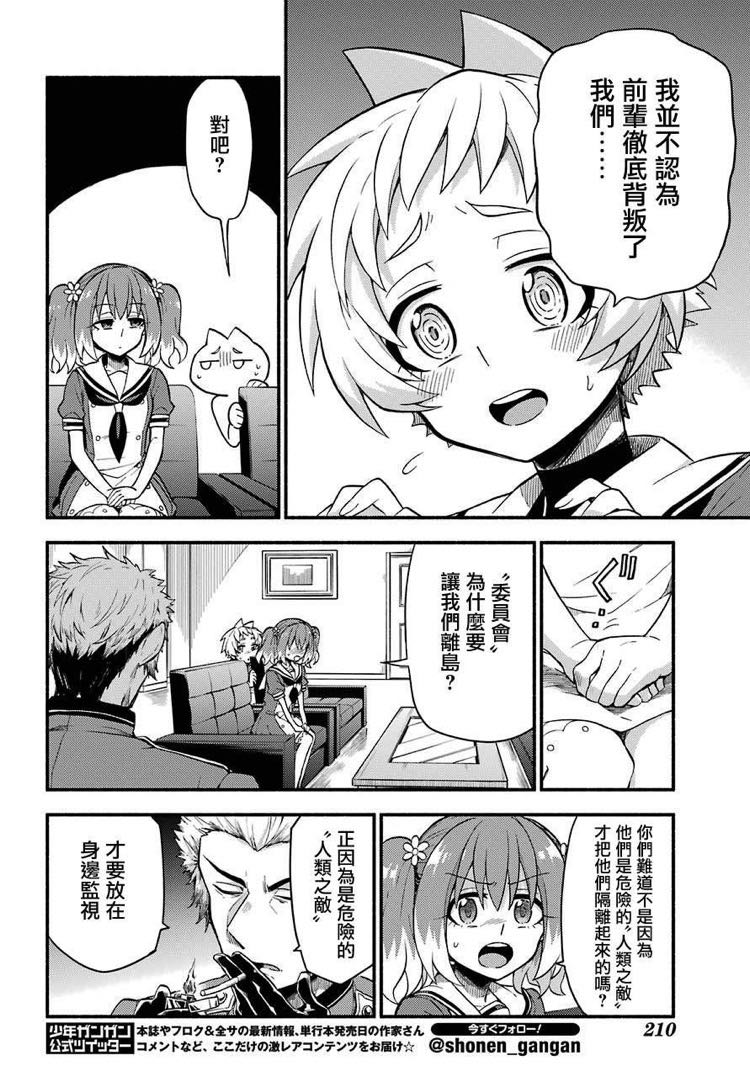 我並不認為
前輩徹底背叛了
我們……
對吧？
〝委員會〟
為什麼要
讓我們離島？
你們難道不是因為
他們是危險的〝人類之敵〟
才把他們隔離起來的嗎？
正因為是危險的
〝人類之敵〟
才要放在
身邊監視
少年ガンガン
公式ツイッター
本誌やフロク＆全サの最新情報、単行本発売日の作家さん
コメントなど、ここだけの激レアコンテンツをお届け☆
今すぐフォロー！
@shonen_gangan
210